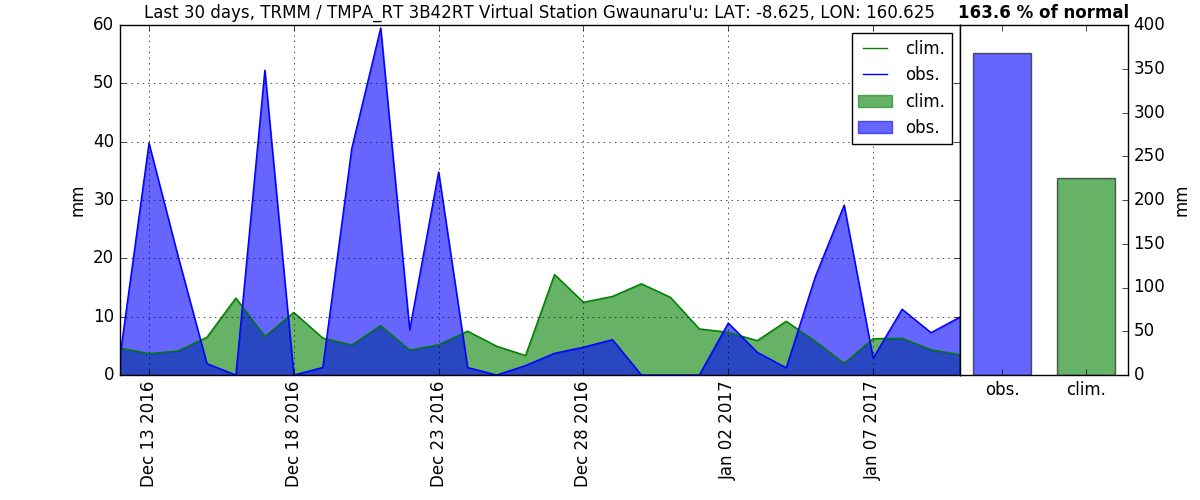 Last 30 days, TRMM / TMPA_RT 3B42RT Virtual Station Gwaunaru'u: LAT: -8.625, LON: 160.625
163.6 % of normal
60
50
40
30
20
10
0
mm
clim.
obs.
clim.
obs.
400
350
300
250
200
150
100
50
0
mm
Dec 13 2016
Dec 18 2016
Dec 23 2016
Dec 28 2016
Jan 02 2017
Jan 07 2017
obs.
clim.